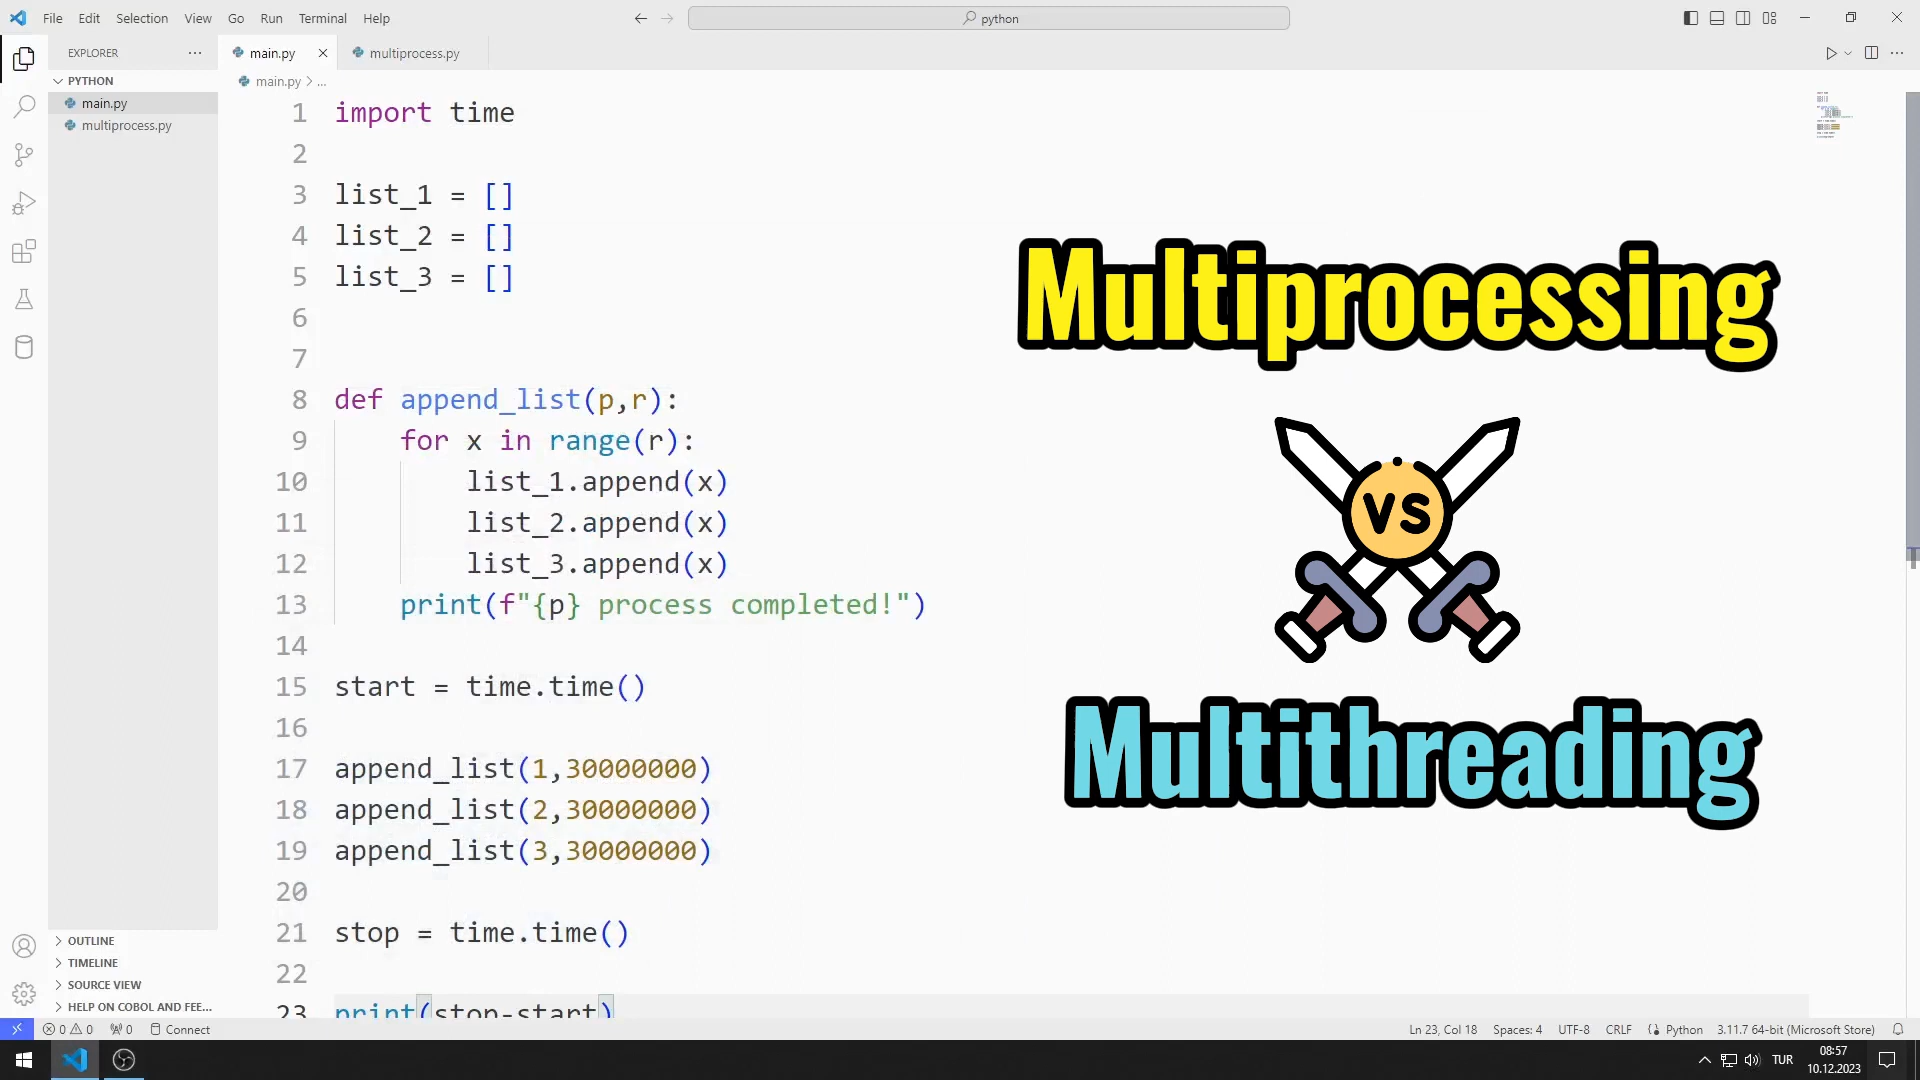 File Edit Selection View Go Run Terminal Help
python
EXPLORER
main.py
multiprocess.py
PYTHON
main.py
multiprocess.py
main.py > ...
1 import time
2
3 list_1 = []
4 list_2 = []
5 list_3 = []
6
7
8 def append_list(p,r):
9 for x in range(r):
10 list_1.append(x)
11 list_2.append(x)
12 list_3.append(x)
13 print(f"{p} process completed!")
14
15 start = time.time()
16
17 append_list(1,30000000)
18 append_list(2,30000000)
19 append_list(3,30000000)
20
21 stop = time.time()
22
23 print(stop-start)
Multiprocessing
VS
Multithreading
OUTLINE
TIMELINE
SOURCE VIEW
HELP ON COBOL AND FEE...
0 0 0 Connect
Ln 23, Col 18 Spaces: 4 UTF-8 CRLF Python 3.11.7 64-bit (Microsoft Store)
TUR
08:57
10.12.2023